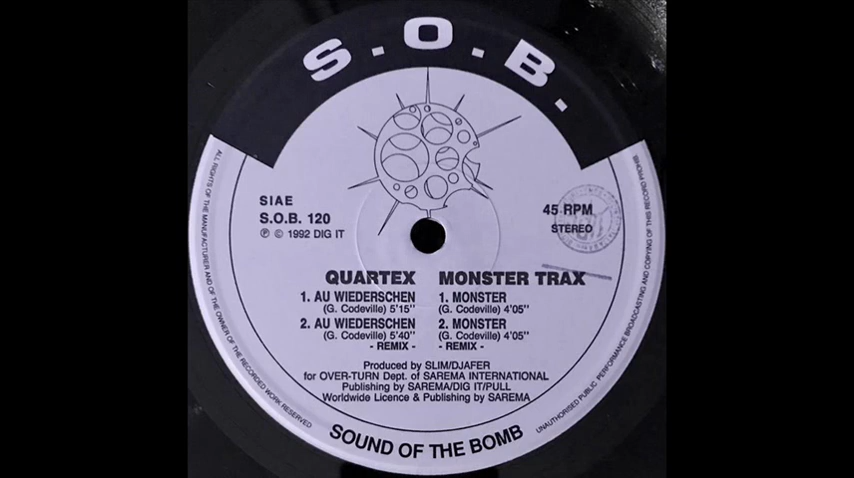 S.O.B.
ALL RIGHTS OF THE MANUFACTURER AND OF THE OWNER OF THE RECORDED WORK RESERVED
UNAUTHORISED PUBLIC PERFORMANCE BROADCASTING AND COPYING OF THIS RECORD PROHIB.
SIAE
S.O.B. 120
℗ © 1992 DIG IT
45 RPM
STEREO
QUARTEX
1. AU WIEDERSCHEN
(G. Codeville) 5'15"
2. AU WIEDERSCHEN
(G. Codeville) 5'40"
- REMIX -
MONSTER TRAX
1. MONSTER
(G. Codeville) 4'05"
2. MONSTER
(G. Codeville) 4'05"
- REMIX -
Produced by SLIM/DJAFER
for OVER-TURN Dept. of SAREMA INTERNATIONAL
Publishing by SAREMA/DIG IT/PULL
Worldwide Licence & Publishing by SAREMA
SOUND OF THE BOMB